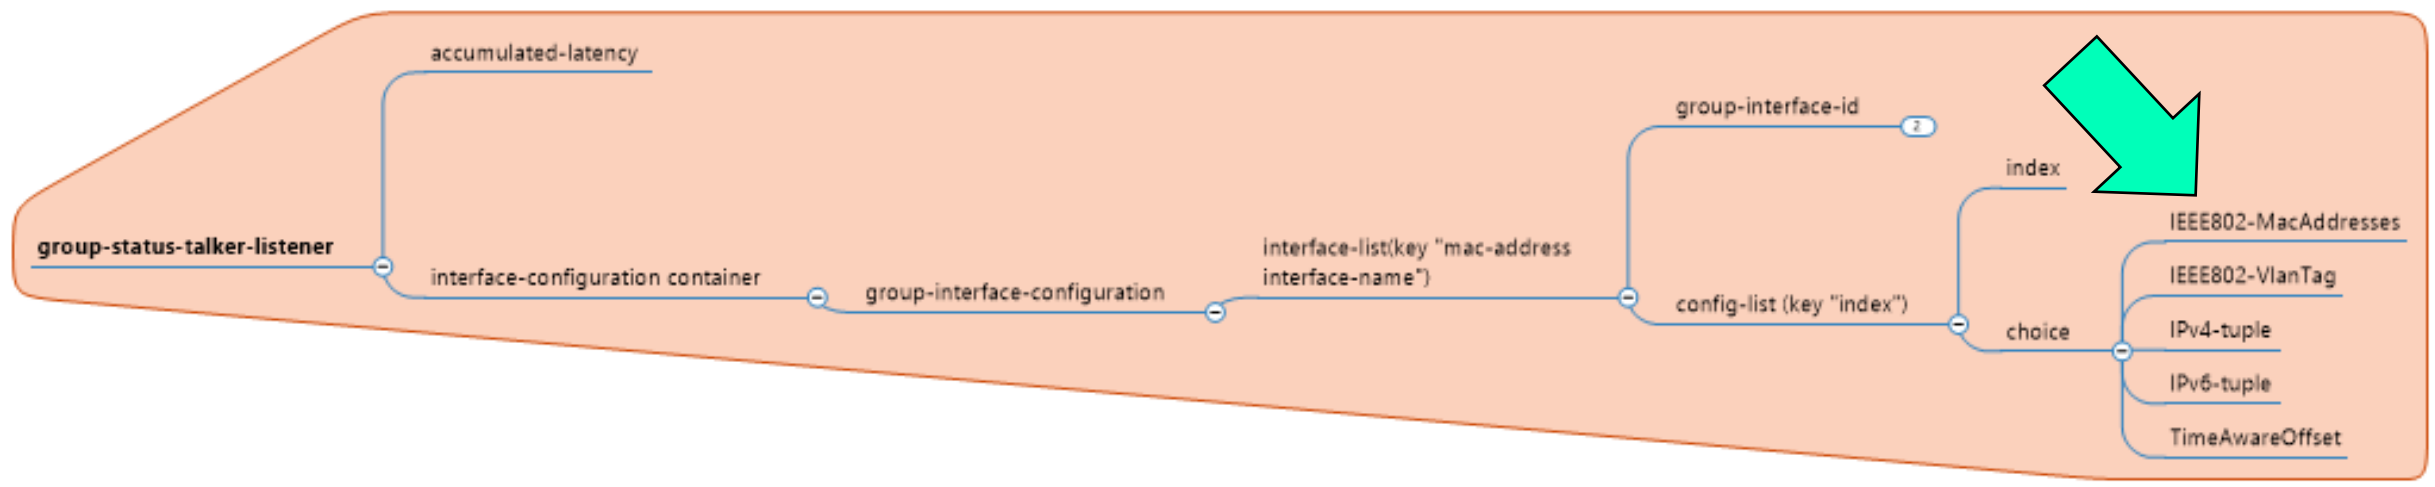 accumulated-latency
group-interface-id
2
index
IEEE802-MacAddresses
group-status-talker-listener
interface-list(key "mac-address
interface-name")
interface-configuration container
IEEE802-VlanTag
group-interface-configuration
config-list (key "index")
choice
IPv4-tuple
IPv6-tuple
TimeAwareOffset